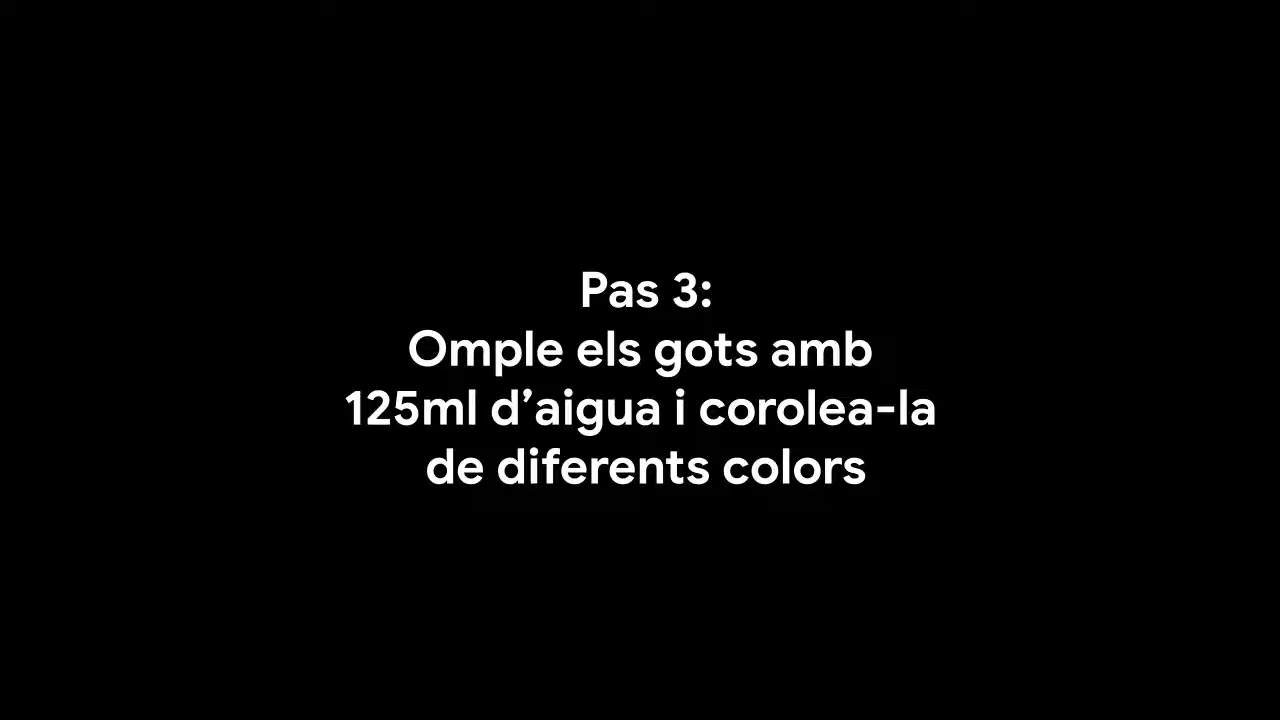 Pas 3:
Omple els gots amb
125ml d’aigua i corolea-la
de diferents colors